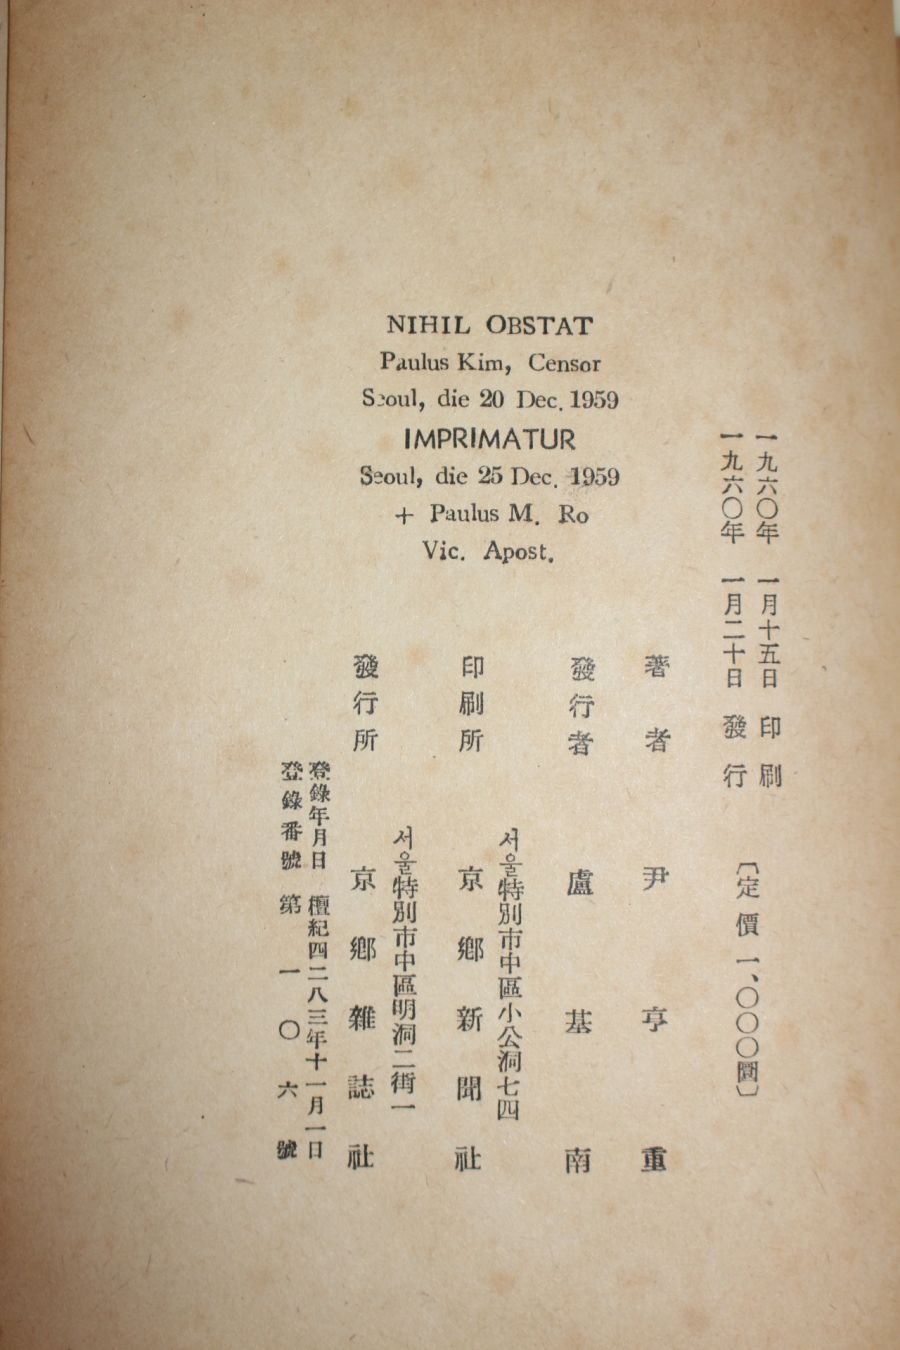 NIHIL OBSTAT
Paulus Kim, Censor
Seoul, die 20 Dec. 1959
IMPRIMATUR
Seoul, die 25 Dec. 1959
+ Paulus M. Ro
Vic. Apost.
一九六〇年 一月十五日 印刷
一九六〇年 一月二十日 發行
〔定價 一、〇〇〇圜〕
著者 尹亨重
發行者 盧基南
서울特別市中區小公洞七四
印刷所 京鄕新聞社
서울特別市中區明洞二街一
發行所 京鄕雜誌社
登錄年月日 檀紀四二八三年十一月一日
登錄番號 第一〇六號